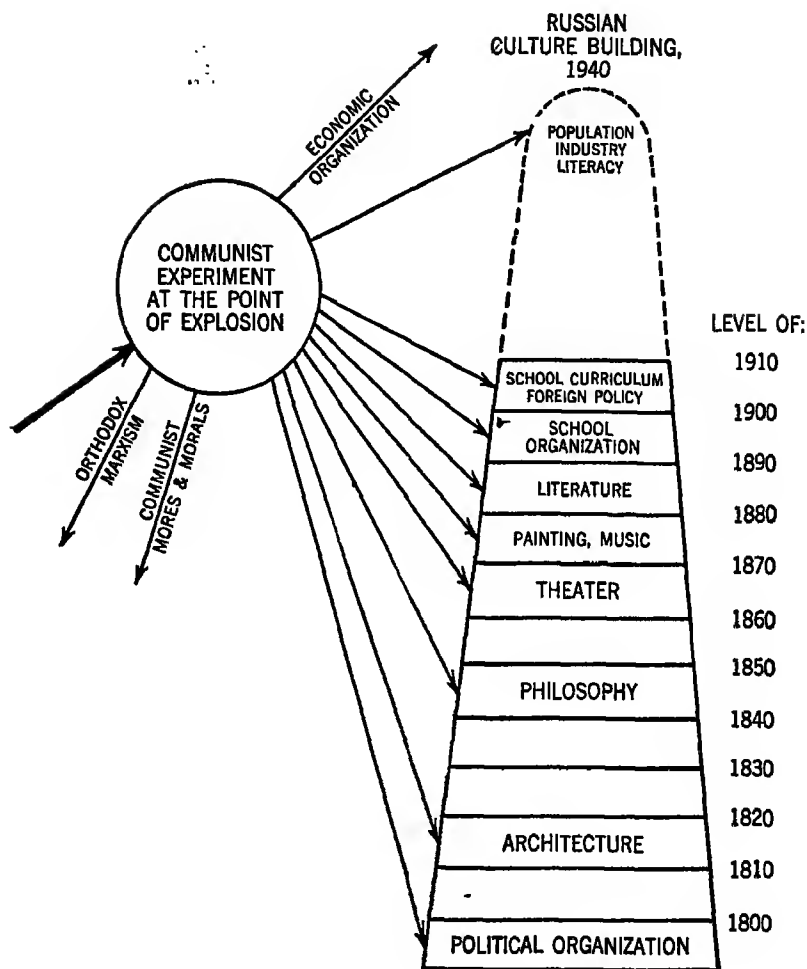 RUSSIAN
CULTURE BUILDING,
1940
POPULATION
INDUSTRY
LITERACY
ECONOMIC
ORGANIZATION
COMMUNIST
EXPERIMENT
AT THE POINT
OF EXPLOSION
ORTHODOX
MARXISM
COMMUNIST
MORES & MORALS
LEVEL OF:
1910
SCHOOL CURRICULUM
FOREIGN POLICY
1900
SCHOOL
ORGANIZATION
1890
LITERATURE
1880
PAINTING, MUSIC
1870
THEATER
1860
1850
PHILOSOPHY
1840
1830
1820
ARCHITECTURE
1810
1800
POLITICAL ORGANIZATION